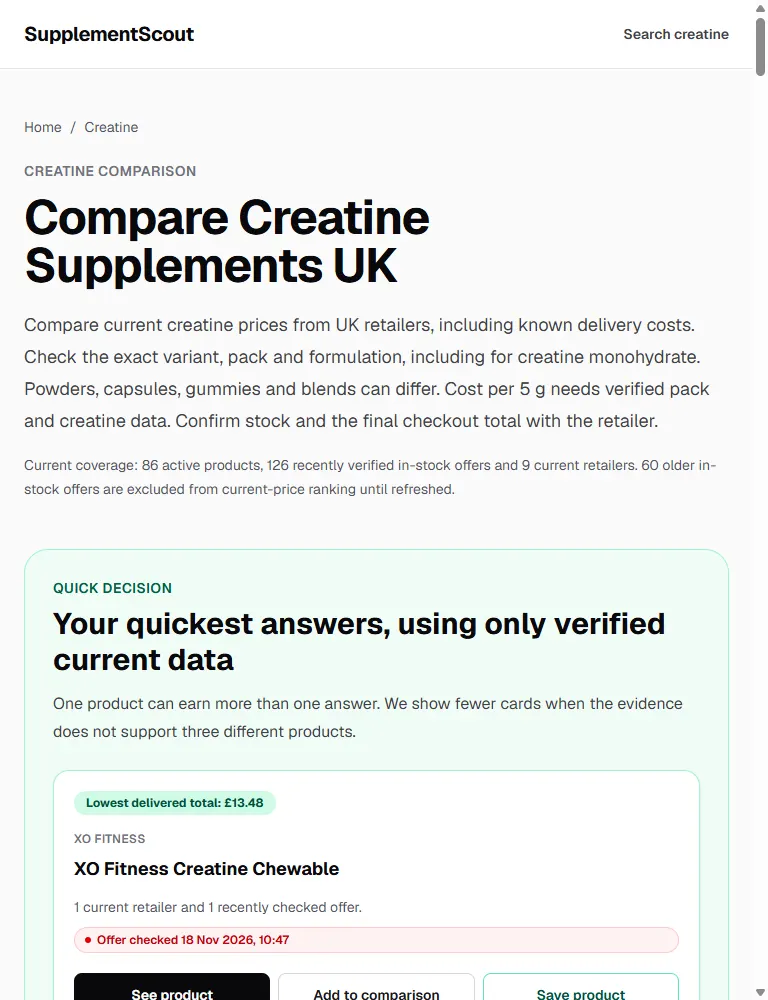 SupplementScout
Search creatine
Home / Creatine
CREATINE COMPARISON
Compare Creatine
Supplements UK
Compare current creatine prices from UK retailers, including known delivery costs.
Check the exact variant, pack and formulation, including for creatine monohydrate.
Powders, capsules, gummies and blends can differ. Cost per 5 g needs verified pack
and creatine data. Confirm stock and the final checkout total with the retailer.
Current coverage: 86 active products, 126 recently verified in-stock offers and 9 current retailers. 60 older in-
stock offers are excluded from current-price ranking until refreshed.
QUICK DECISION
Your quickest answers, using only verified
current data
One product can earn more than one answer. We show fewer cards when the evidence
does not support three different products.
Lowest delivered total: £13.48
XO FITNESS
XO Fitness Creatine Chewable
1 current retailer and 1 recently checked offer.
Offer checked 18 Nov 2026, 10:47
See product
Add to comparison
Save product